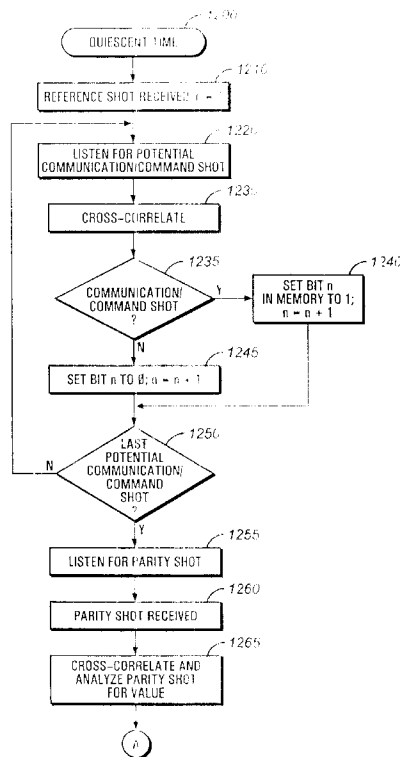 1200
QUIESCENT TIME
1210
REFERENCE SHOT RECEIVED
1220
LISTEN FOR POTENTIAL
COMMUNICATION/COMMAND SHOT
1235
CROSS-CORRELATE
1235
COMMUNICATION/
COMMAND SHOT
?
Y
N
1240
SET BIT n
IN MEMORY TO 1;
n = n + 1
1245
SET BIT n TO Ø; n = n + 1
1250
LAST
POTENTIAL
COMMUNICATION/
COMMAND
SHOT
?
N
Y
1255
LISTEN FOR PARITY SHOT
1260
PARITY SHOT RECEIVED
1265
CROSS-CORRELATE AND
ANALYZE PARITY SHOT
FOR VALUE
A